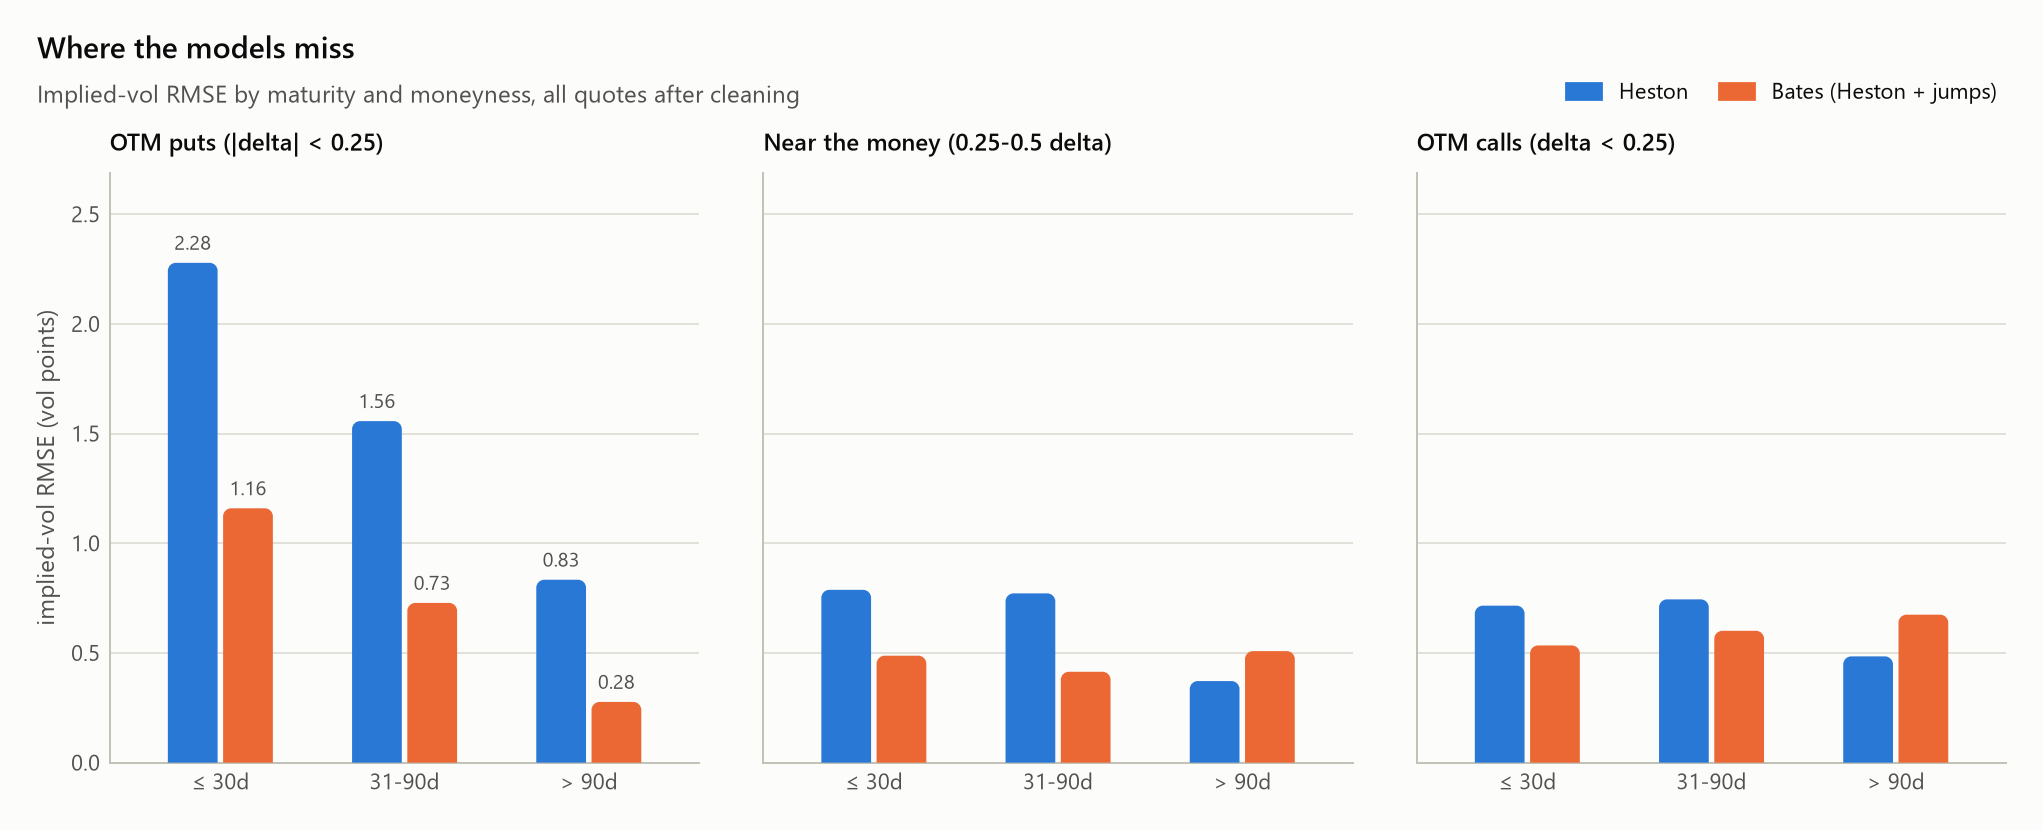 Where the models miss
Implied-vol RMSE by maturity and moneyness, all quotes after cleaning
Heston
Bates (Heston + jumps)
OTM puts (|delta| < 0.25)
implied-vol RMSE (vol points)
2.5
2.0
1.5
1.0
0.5
0.0
2.28
1.16
1.56
0.73
0.83
0.28
≤ 30d
31-90d
> 90d
Near the money (0.25-0.5 delta)
≤ 30d
31-90d
> 90d
OTM calls (delta < 0.25)
≤ 30d
31-90d
> 90d